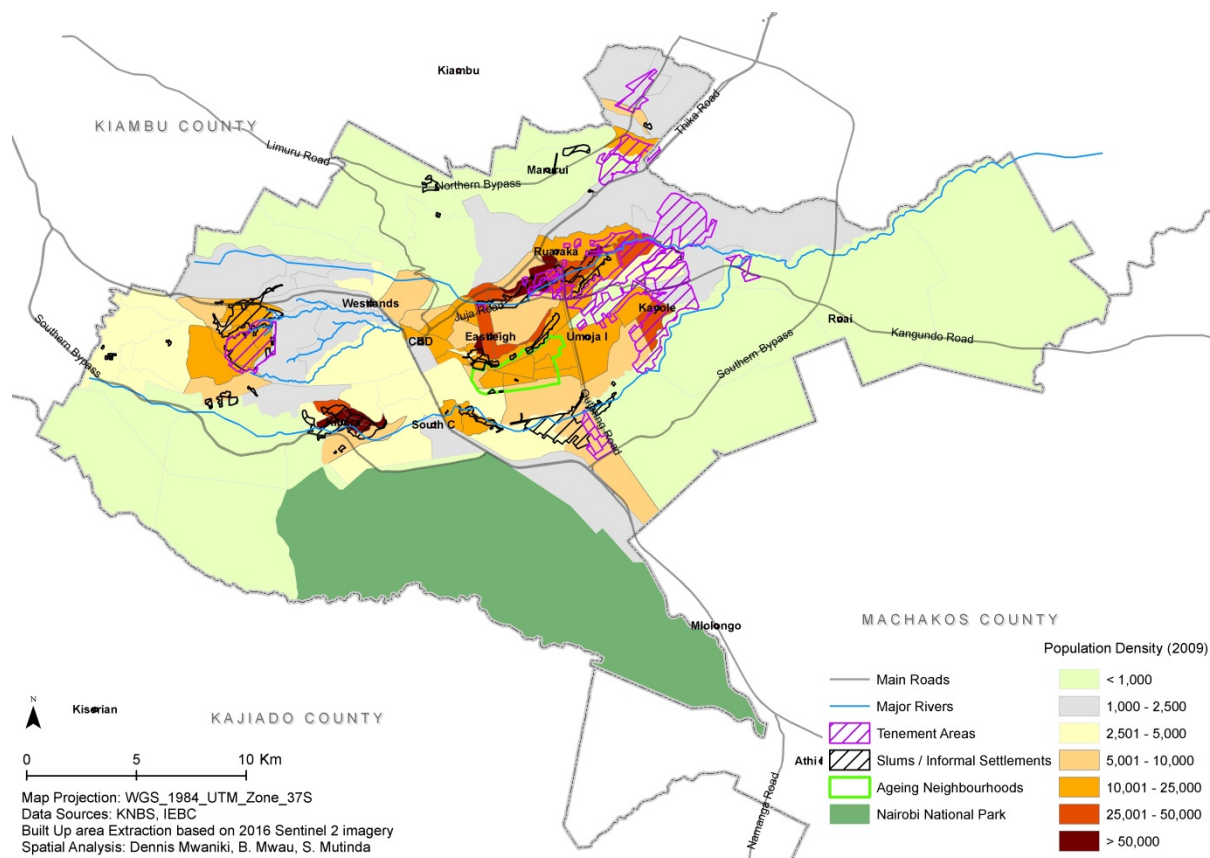 Kiambu
KIAMBU COUNTY
Limuru Road
Thika Road
Marurui
Northern Bypass
Ruaraka
Westlands
Juja Road
Kayole
Southern Bypass
CBD
Eastleigh
Umoja I
Ruai
Kangundo Road
Southern Bypass
South C
Outering Road
Mlolongo
MACHAKOS COUNTY
Kiserian
KAJIADO COUNTY
Athi
Namanga Road
N
0 5 10 Km
Map Projection: WGS_1984_UTM_Zone_37S
Data Sources: KNBS, IEBC
Built Up area Extraction based on 2016 Sentinel 2 imagery
Spatial Analysis: Dennis Mwaniki, B. Mwau, S. Mutinda
Main Roads
Major Rivers
Tenement Areas
Slums / Informal Settlements
Ageing Neighbourhoods
Nairobi National Park
Population Density (2009)
< 1,000
1,000 - 2,500
2,501 - 5,000
5,001 - 10,000
10,001 - 25,000
25,001 - 50,000
> 50,000